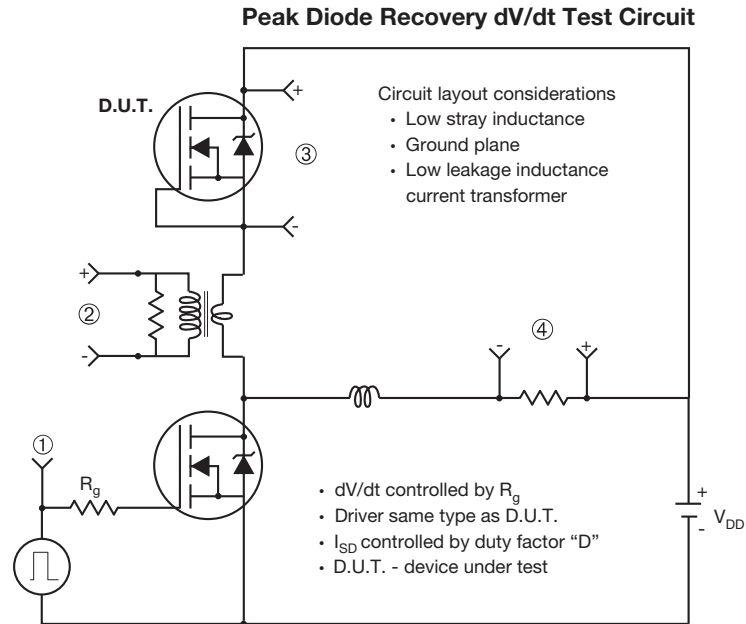 Peak Diode Recovery dV/dt Test Circuit
D.U.T.
+
-
③
Circuit layout considerations
• Low stray inductance
• Ground plane
• Low leakage inductance
current transformer
+
②
-
-
④
+
①
Rg
• dV/dt controlled by Rg
• Driver same type as D.U.T.
• ISD controlled by duty factor “D”
• D.U.T. - device under test
+
-
VDD